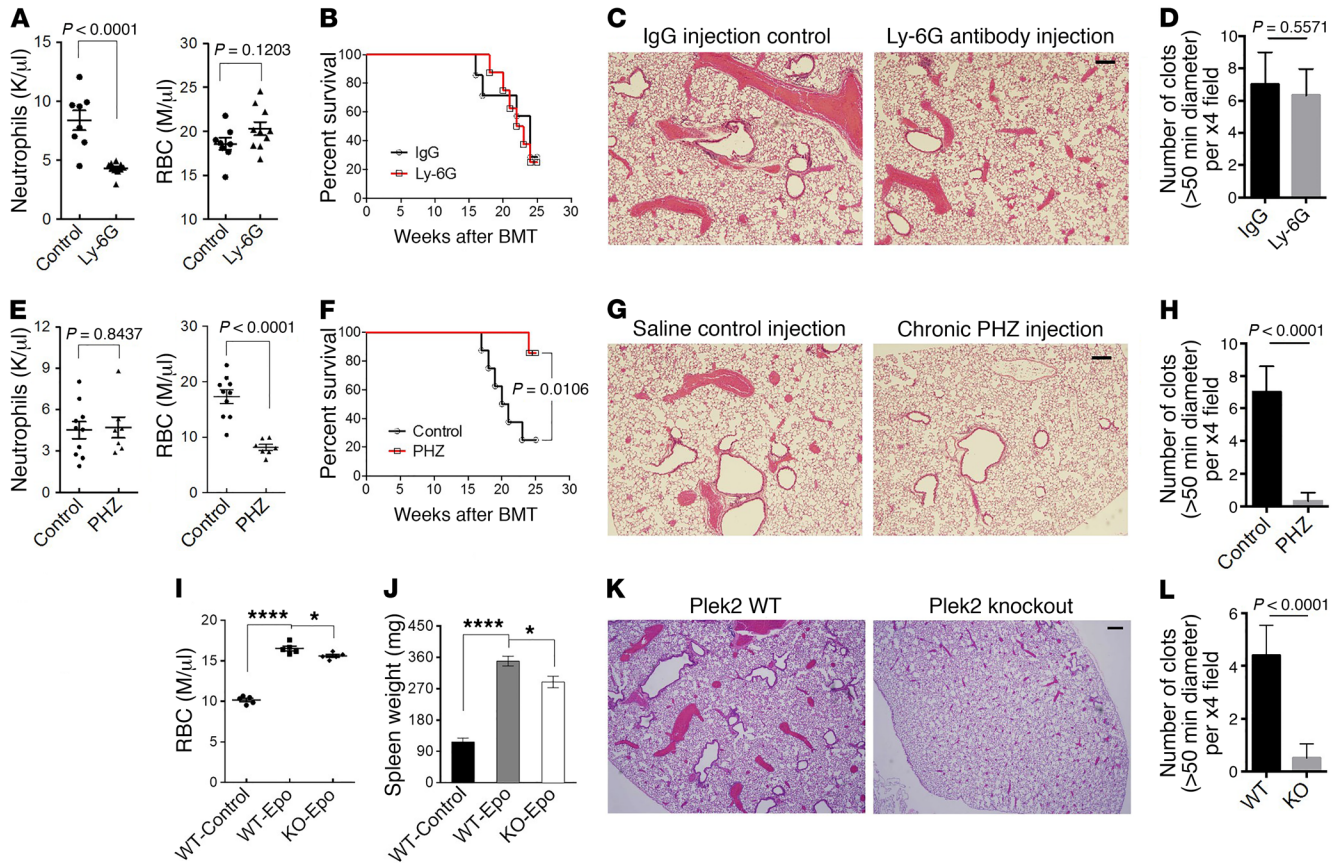 A
Neutrophils (K/μl)
P < 0.0001
15
10
5
0
Control
Ly-6G
RBC (M/μl)
P = 0.1203
30
25
20
15
10
Control
Ly-6G
B
Percent survival
100
80
60
40
20
0
IgG
Ly-6G
0 5 10 15 20 25 30
Weeks after BMT
C
IgG injection control
Ly-6G antibody injection
D
Number of clots
(>50 min diameter)
per x4 field
P = 0.5571
10
8
6
4
2
0
IgG
Ly-6G
E
Neutrophils (K/μl)
P = 0.8437
12
9
6
3
0
Control
PHZ
RBC (M/μl)
P < 0.0001
30
20
10
0
Control
PHZ
F
Percent survival
100
80
60
40
20
0
P = 0.0106
Control
PHZ
0 5 10 15 20 25 30
Weeks after BMT
G
Saline control injection
Chronic PHZ injection
H
Number of clots
(>50 min diameter)
per x4 field
P < 0.0001
10
8
6
4
2
0
Control
PHZ
I
RBC (M/μl)
**** *
20
15
10
5
0
WT-Control
WT-Epo
KO-Epo
J
Spleen weight (mg)
**** *
450
360
270
180
90
0
WT-Control
WT-Epo
KO-Epo
K
Plek2 WT
Plek2 knockout
L
Number of clots
(>50 min diameter)
per x4 field
P < 0.0001
6
4
2
0
WT
KO